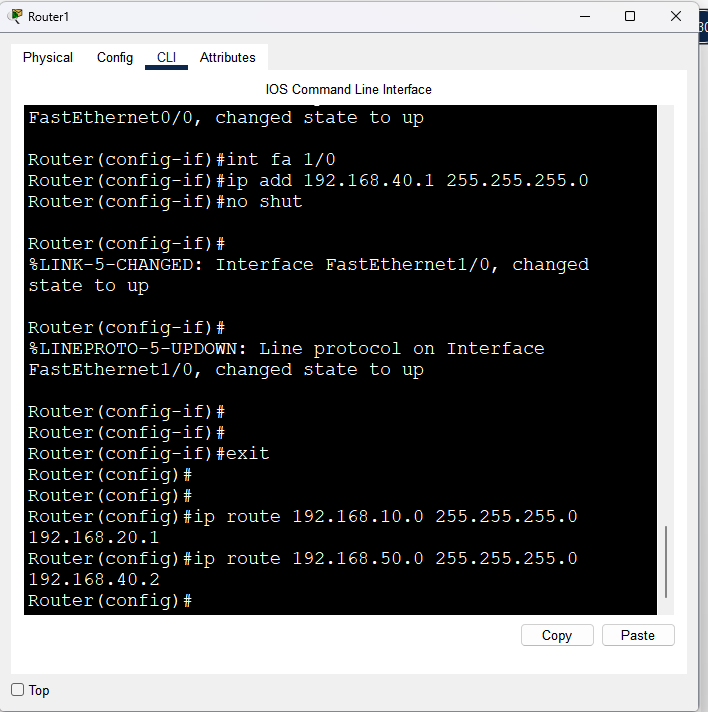 Router1
30
Physical Config CLI Attributes
IOS Command Line Interface
FastEthernet0/0, changed state to up
Router(config-if)#int fa 1/0
Router(config-if)#ip add 192.168.40.1 255.255.255.0
Router(config-if)#no shut
Router(config-if)#
%LINK-5-CHANGED: Interface FastEthernet1/0, changed
state to up
Router(config-if)#
%LINEPROTO-5-UPDOWN: Line protocol on Interface
FastEthernet1/0, changed state to up
Router(config-if)#
Router(config-if)#
Router(config-if)#exit
Router(config)#
Router(config)#
Router(config)#ip route 192.168.10.0 255.255.255.0
192.168.20.1
Router(config)#ip route 192.168.50.0 255.255.255.0
192.168.40.2
Router(config)#
Copy Paste
Top